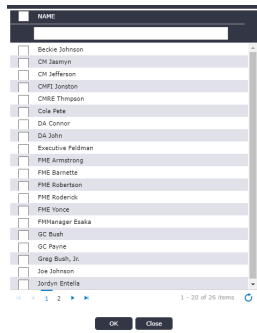 NAME
Beckie Johnson
CM Jasmyn
CM Jefferson
CMFI Jonston
CMRE Thmpson
Cola Pete
DA Connor
DA John
Executive Feldman
FME Armstrong
FME Barnette
FME Robertson
FME Roderick
FME Yonce
FMManager Esaka
GC Bush
GC Payne
Greg Bush, Jr.
Joe Johnson
Jordyn Entella
1 2 1 - 20 of 26 items
OK Close